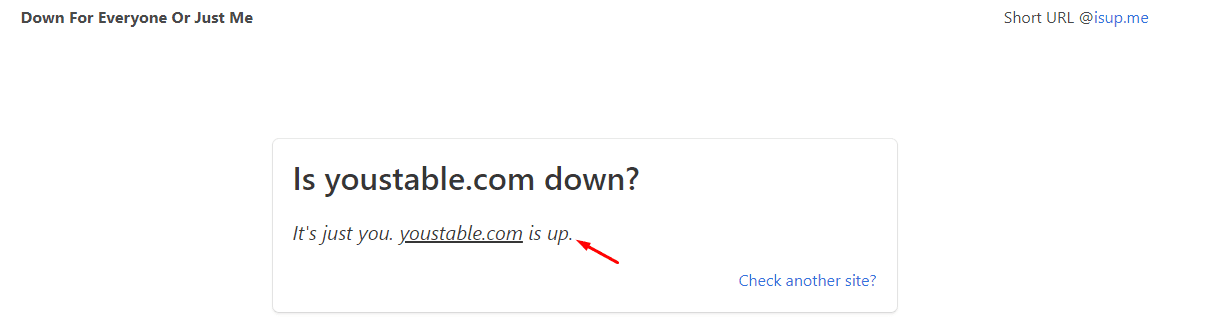 Down For Everyone Or Just Me
Short URL @isup.me
Is youstable.com down?
It's just you. youstable.com is up.
Check another site?